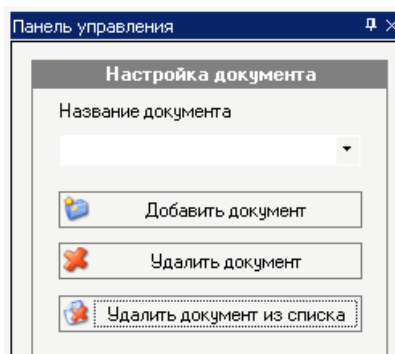 Панель управления
Настройка документа
Название документа
Добавить документ
Удалить документ
Удалить документ из списка